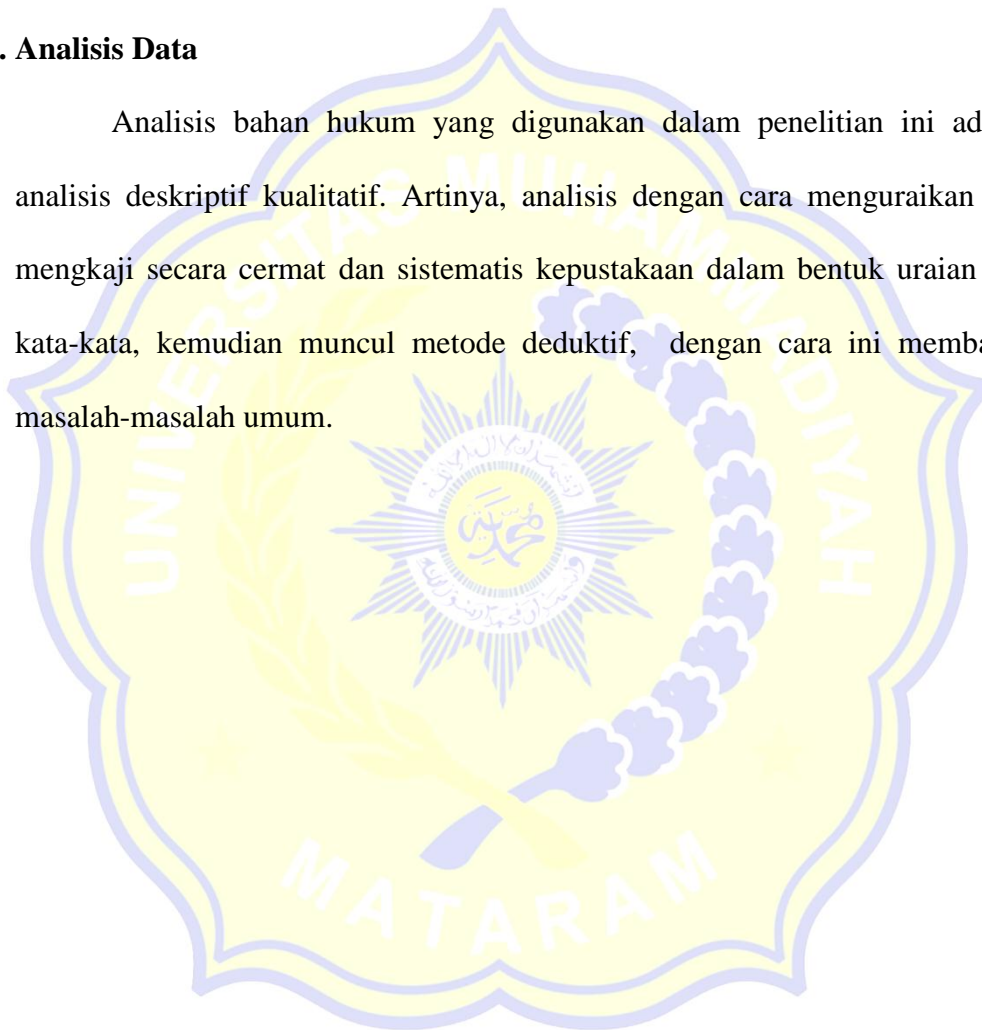 . Analisis Data
Analisis bahan hukum yang digunakan dalam penelitian ini ad
analisis deskriptif kualitatif. Artinya, analisis dengan cara menguraikan
mengkaji secara cermat dan sistematis kepustakaan dalam bentuk uraian
kata-kata, kemudian muncul metode deduktif, dengan cara ini memba
masalah-masalah umum.
UNIVERSITAS MUHAMMADIYAH
MATARAM